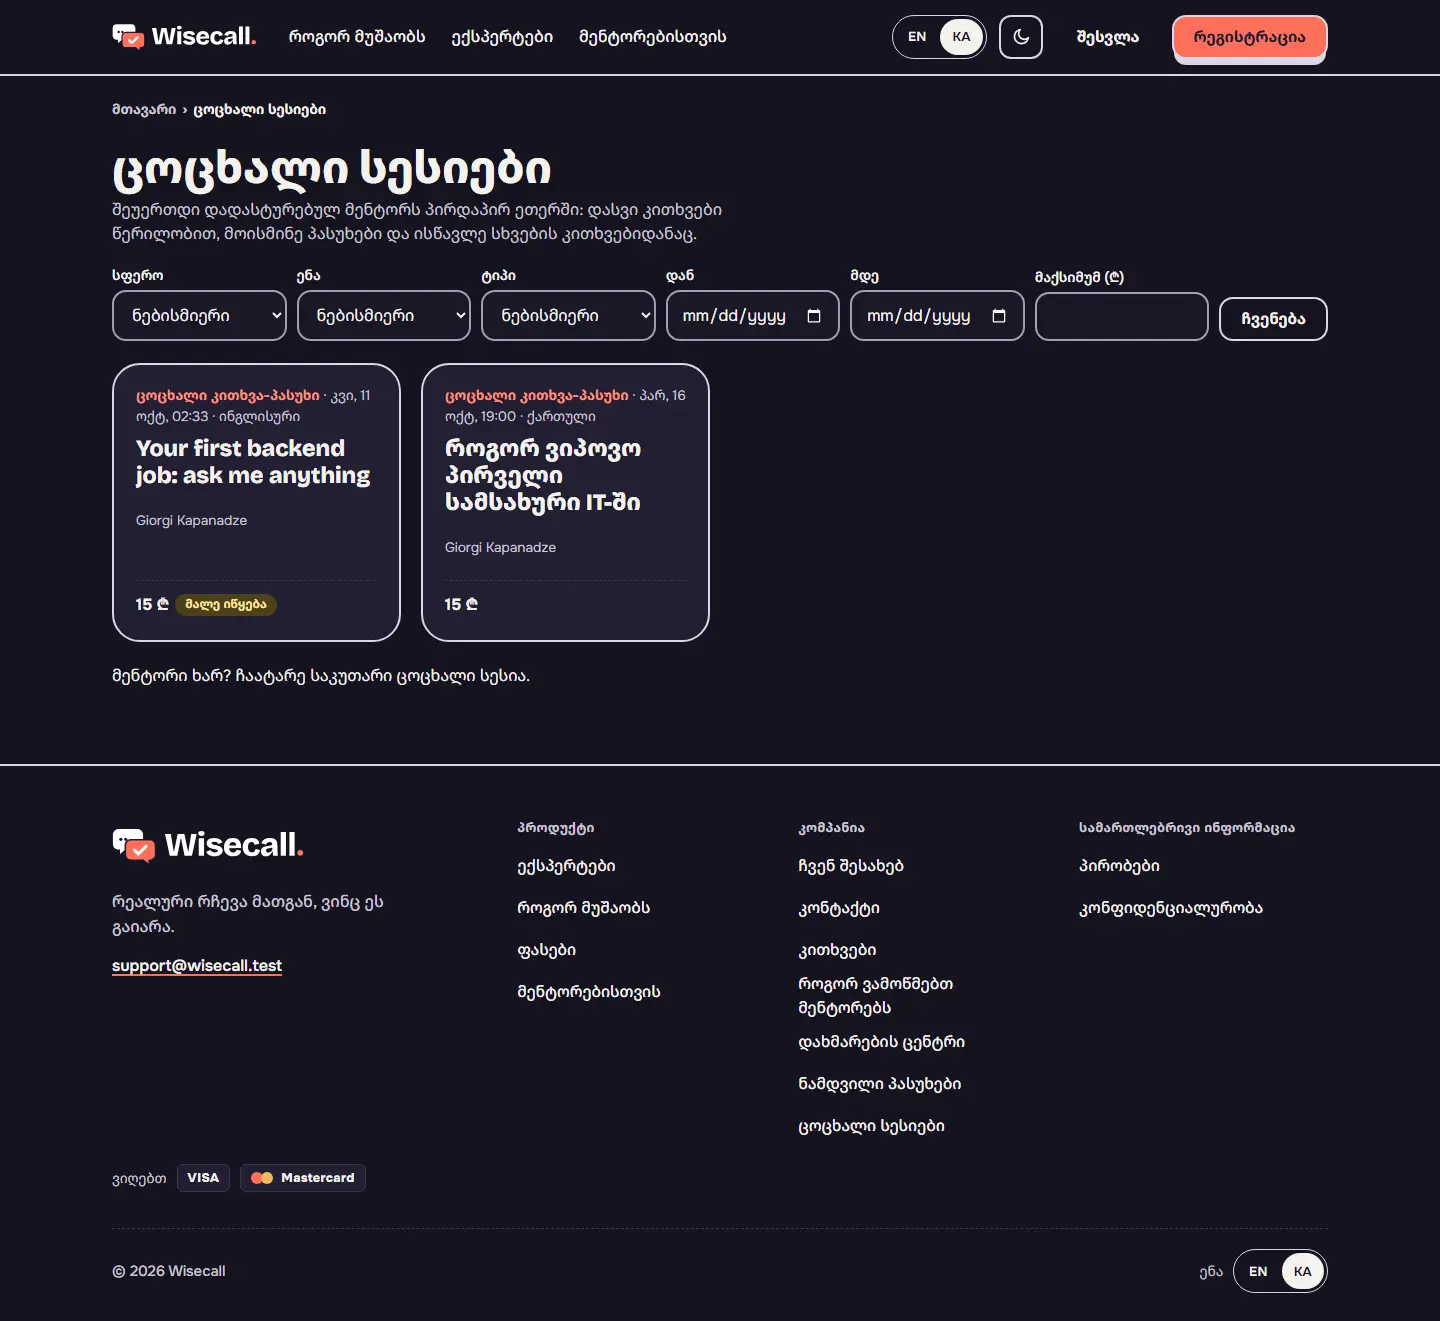 Wisecall.
როგორ მუშაობს
ექსპერტები
მენტორებისთვის
EN
KA
შესვლა
რეგისტრაცია
მთავარი › ცოცხალი სესიები
ცოცხალი სესიები
შეუერთდი დადასტურებულ მენტორს პირდაპირ ეთერში: დასვი კითხვები
წერილობით, მოისმინე პასუხები და ისწავლე სხვების კითხვებიდანაც.
სფერო
ენა
ტიპი
დან
მდე
მაქსიმუმ (₾)
ნებისმიერი
ნებისმიერი
ნებისმიერი
mm/dd/yyyy
mm/dd/yyyy
ჩვენება
ცოცხალი კითხვა-პასუხი · კვი, 11
ოქტ, 02:33 · ინგლისური
Your first backend
job: ask me anything
Giorgi Kapanadze
15 ₾
მალე იწყება
ცოცხალი კითხვა-პასუხი · პარ, 16
ოქტ, 19:00 · ქართული
როგორ ვიპოვო
პირველი
სამსახური IT-ში
Giorgi Kapanadze
15 ₾
მენტორი ხარ? ჩაატარე საკუთარი ცოცხალი სესია.
Wisecall.
რეალური რჩევა მათგან, ვინც ეს
გაიარა.
support@wisecall.test
პროდუქტი
ექსპერტები
როგორ მუშაობს
ფასები
მენტორებისთვის
კომპანია
ჩვენ შესახებ
კონტაქტი
კითხვები
როგორ ვამოწმებთ
მენტორებს
დახმარების ცენტრი
ნამდვილი პასუხები
ცოცხალი სესიები
სამართლებრივი ინფორმაცია
პირობები
კონფიდენციალურობა
ვიღებთ
VISA
Mastercard
© 2026 Wisecall
ენა
EN
KA